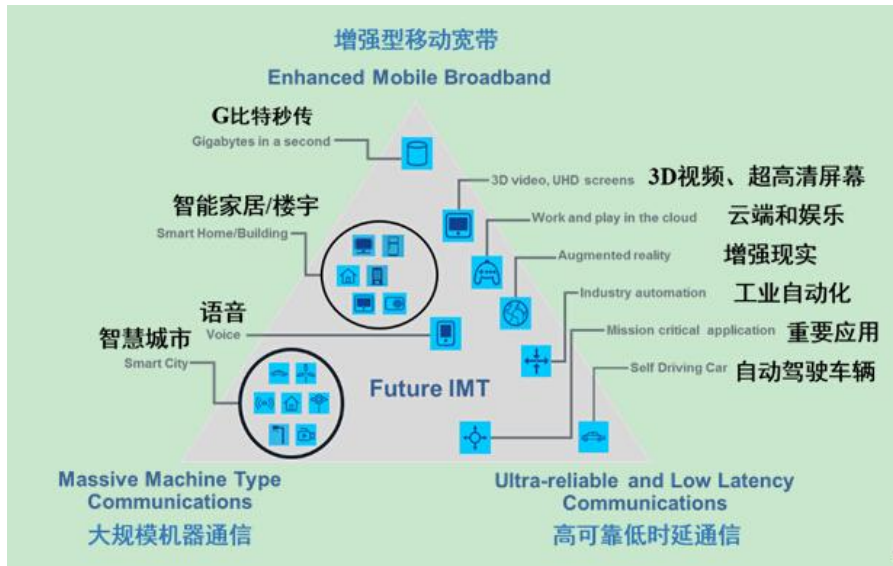 增强型移动宽带
Enhanced Mobile Broadband
G比特秒传
Gigabytes in a second
3D video, UHD screens 3D视频、超高清屏幕
智能家居/楼宇
Smart Home/Building
Work and play in the cloud 云端和娱乐
Augmented reality 增强现实
Industry automation 工业自动化
语音
Voice
Mission critical application 重要应用
智慧城市
Smart City
Self Driving Car 自动驾驶车辆
Future IMT
Massive Machine Type
Communications
大规模机器通信
Ultra-reliable and Low Latency
Communications
高可靠低时延通信